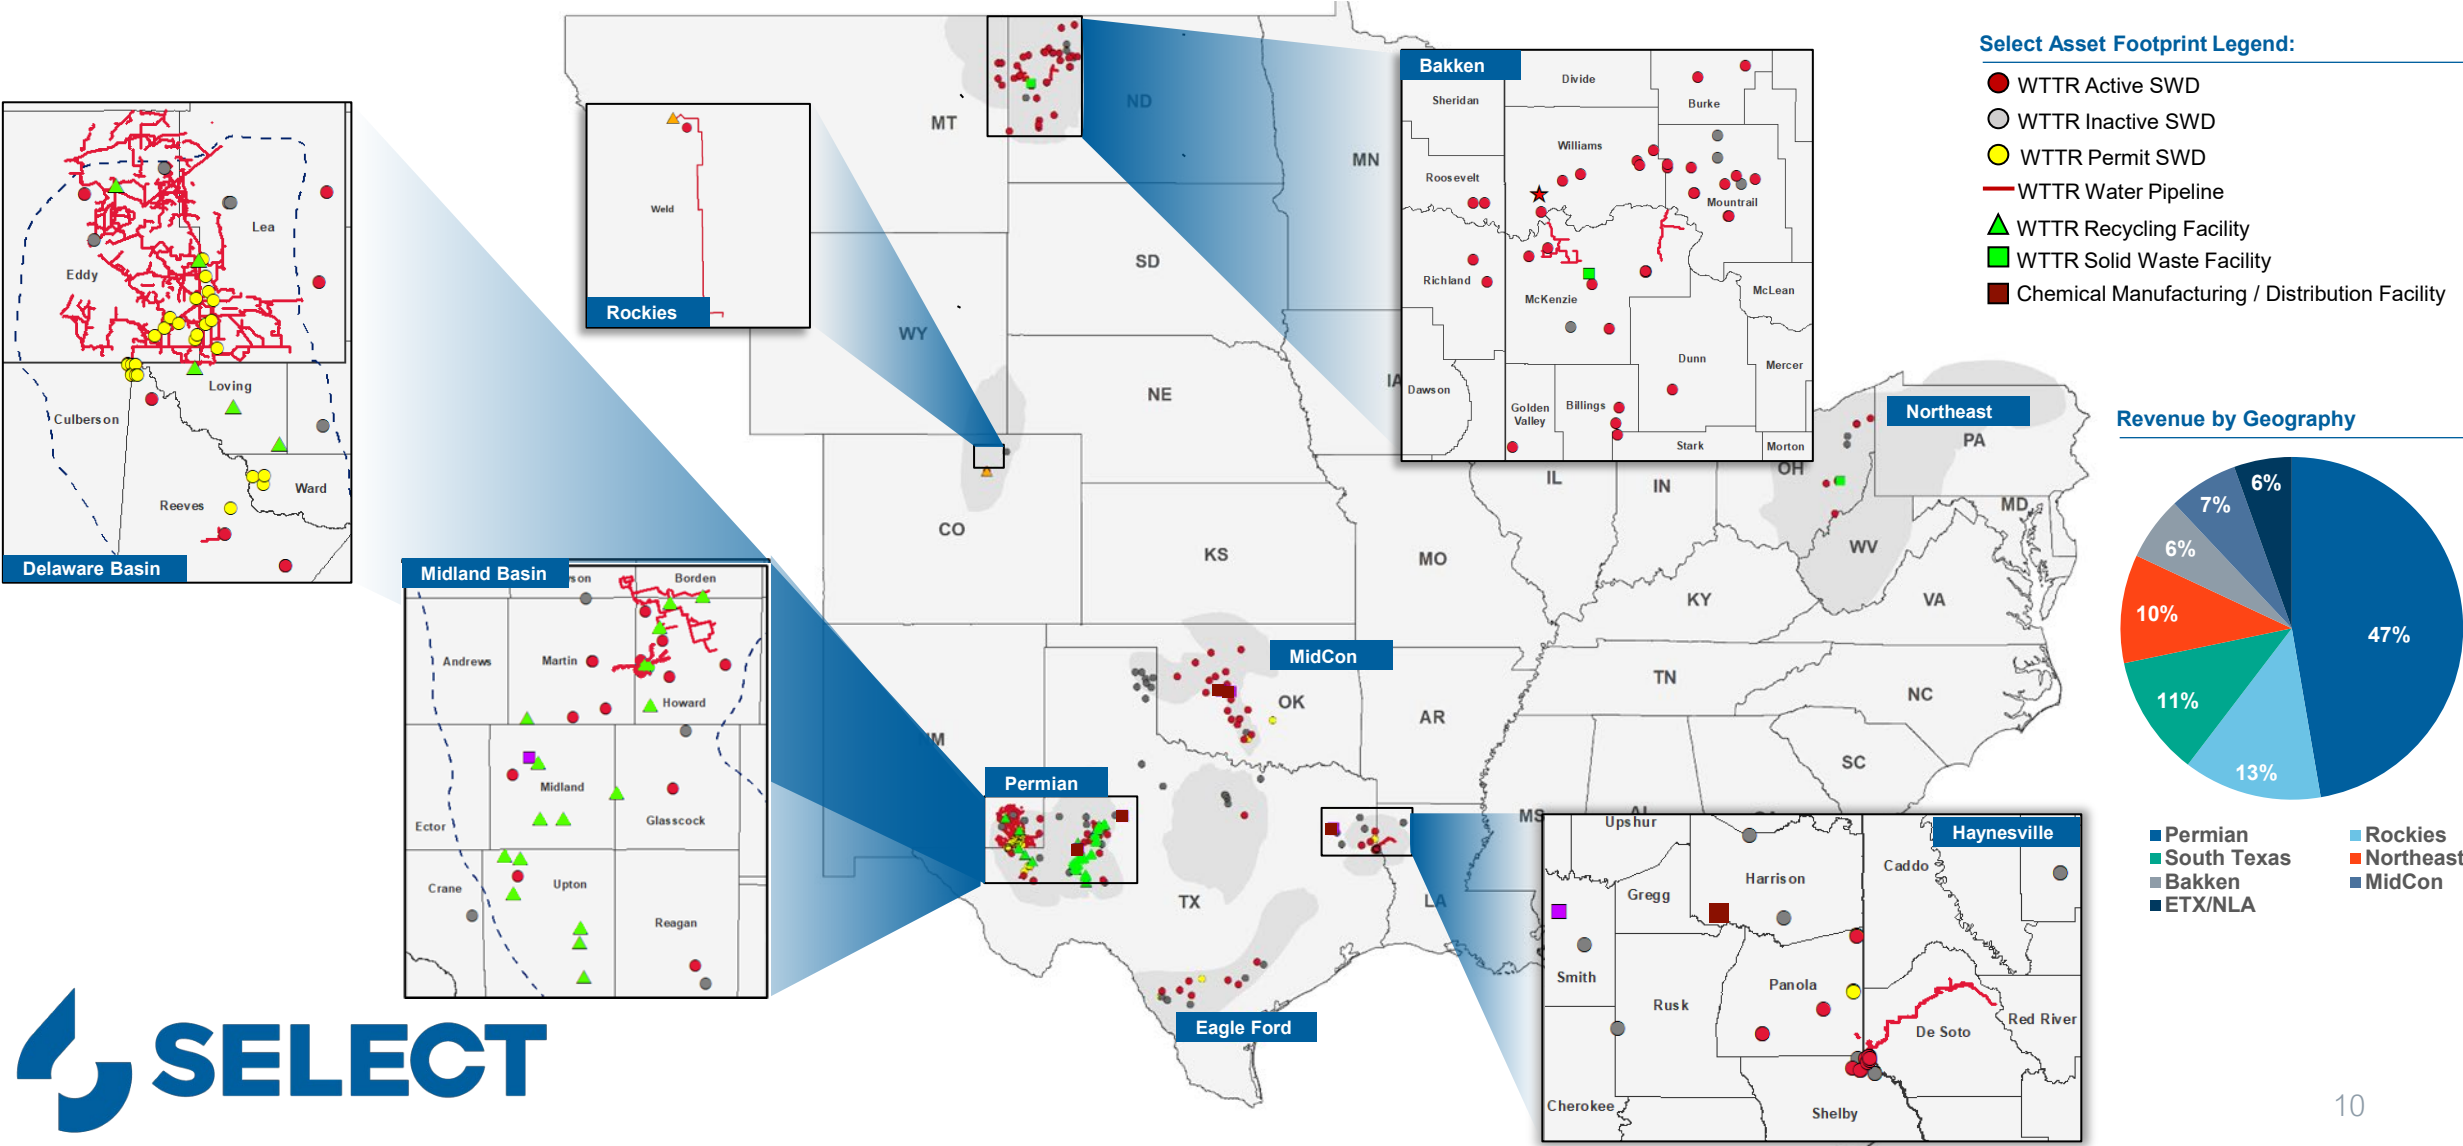 Select Asset Footprint Legend:
WTTR Active SWD
WTTR Inactive SWD
WTTR Permit SWD
WTTR Water Pipeline
WTTR Recycling Facility
WTTR Solid Waste Facility
Chemical Manufacturing / Distribution Facility
Delaware Basin
Lea
Eddy
Loving
Culberson
Ward
Reeves
Rockies
Weld
Bakken
Divide
Sheridan
Burke
Williams
Roosevelt
Mountrail
Richland
McKenzie
McLean
Dunn
Mercer
Dawson
Golden
Valley
Billings
Stark
Morton
Midland Basin
Borden
Andrews
Martin
Howard
Midland
Ector
Glasscock
Crane
Upton
Reagan
MT
ND
MN
SD
WY
NE
IL
IN
OH
PA
MD
WV
VA
CO
KS
MO
KY
TN
NC
OK
AR
SC
MS
TX
LA
Northeast
MidCon
Permian
Eagle Ford
Haynesville
Upshur
Harrison
Caddo
Gregg
Smith
Panola
Rusk
De Soto
Red River
Cherokee
Shelby
Revenue by Geography
6%
7%
6%
10%
47%
11%
13%
Permian
Rockies
South Texas
Northeast
Bakken
MidCon
ETX/NLA
SELECT
10